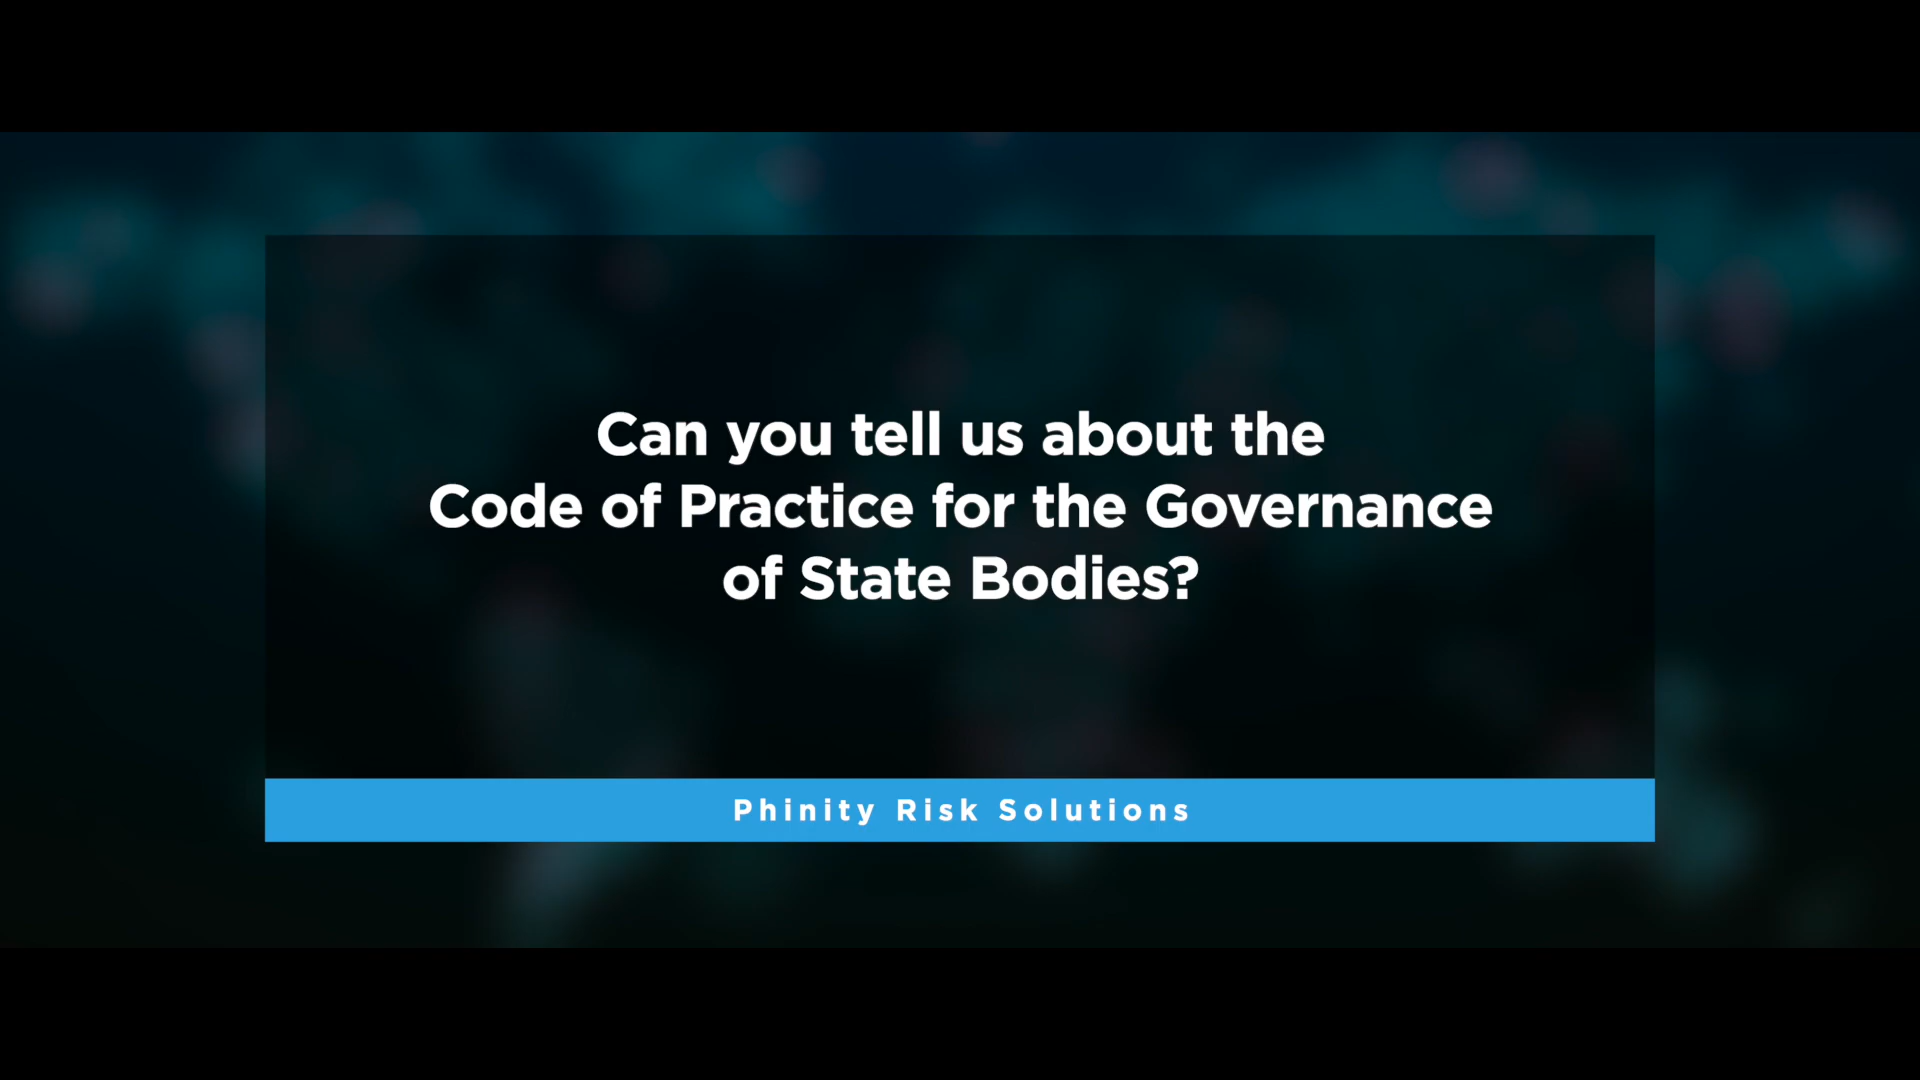 Can you tell us about the
Code of Practice for the Governance
of State Bodies?
Phinity Risk Solutions